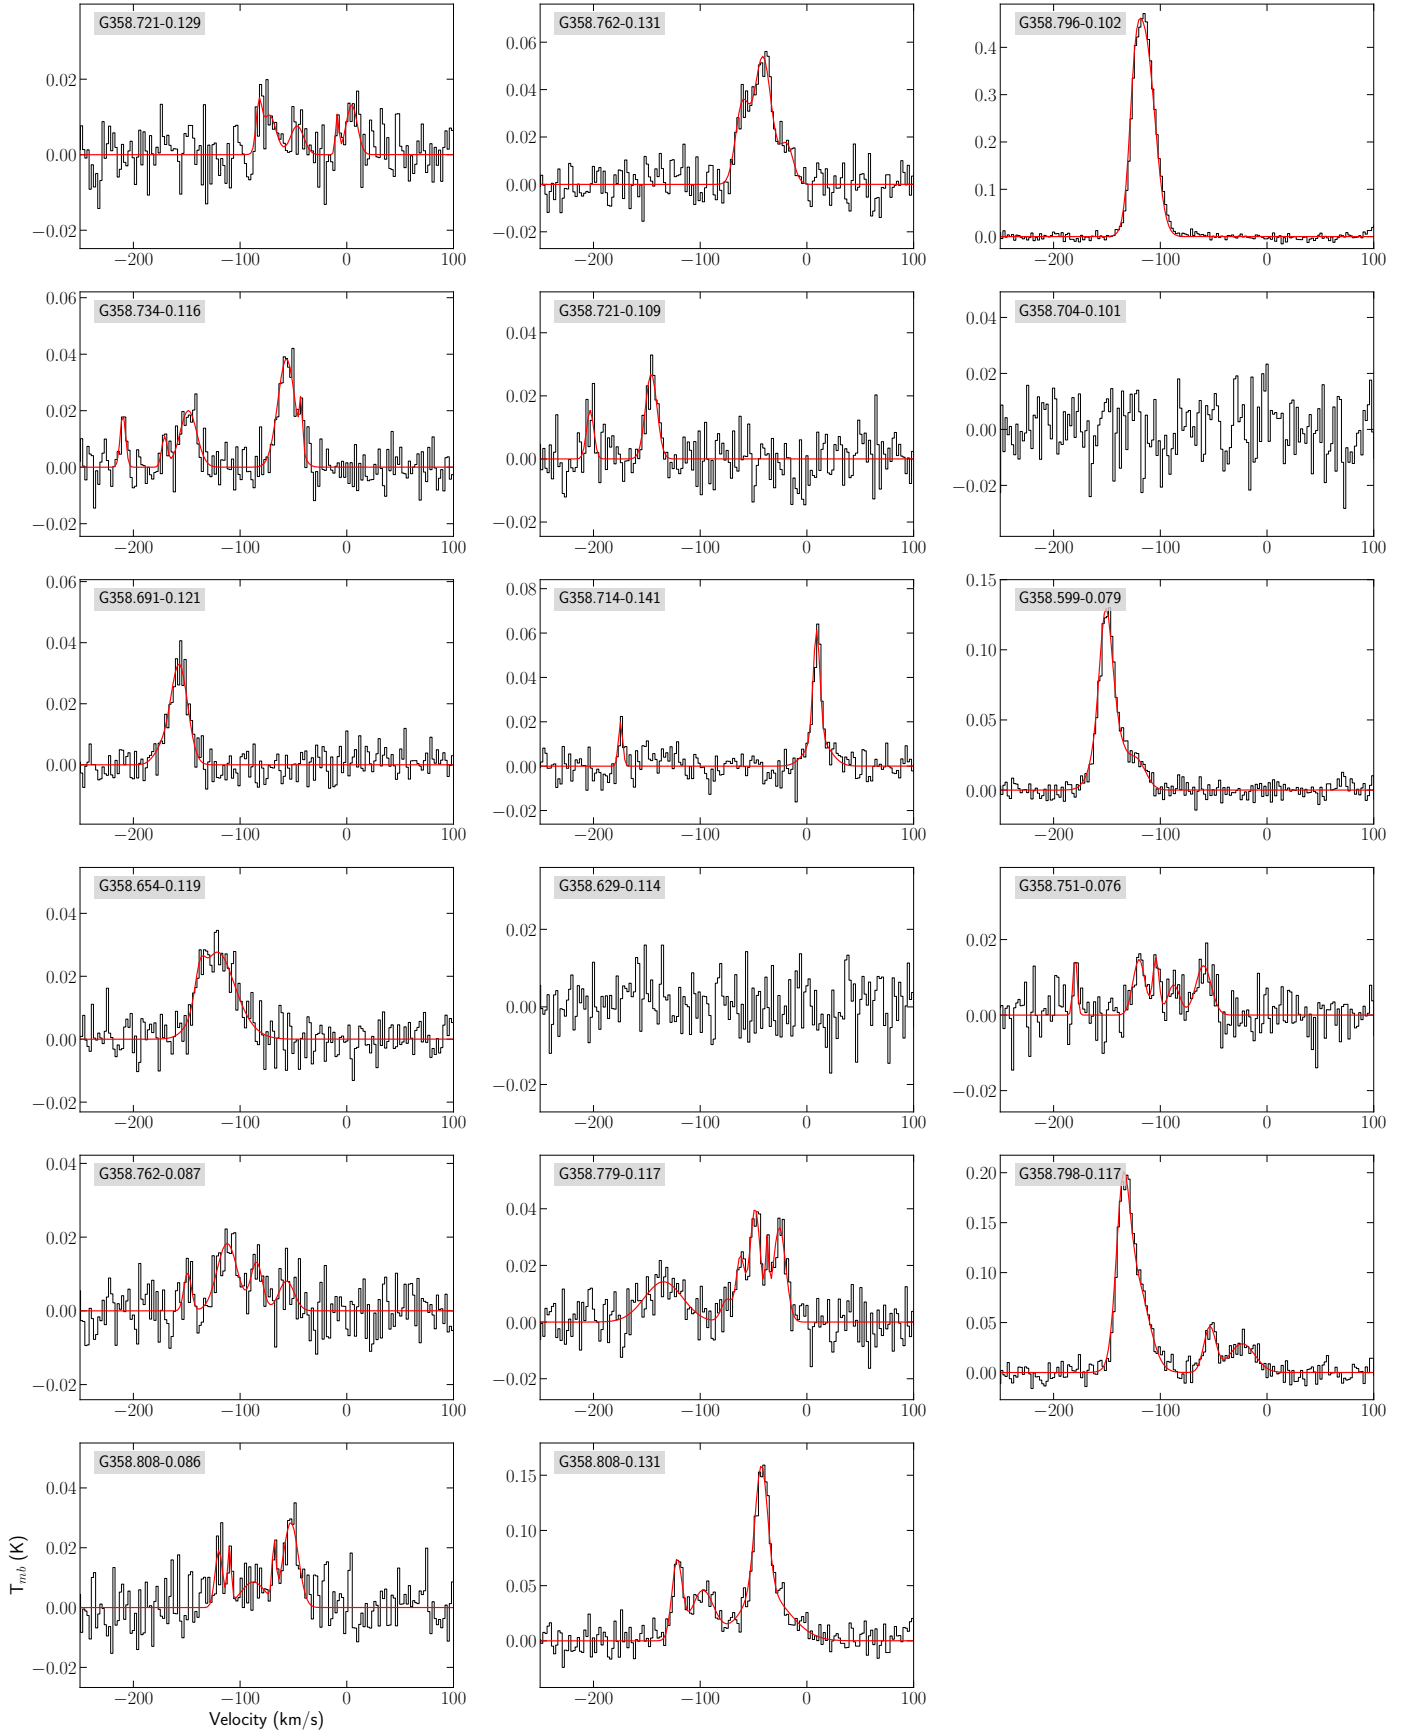 G358.721-0.129
0.02
0.00
−0.02
−200 −100 0 100
G358.762-0.131
0.06
0.04
0.02
0.00
−0.02
−200 −100 0 100
G358.796-0.102
0.4
0.3
0.2
0.1
0.0
−200 −100 0 100
G358.734-0.116
0.06
0.04
0.02
0.00
−0.02
−200 −100 0 100
G358.721-0.109
0.04
0.02
0.00
−0.02
−200 −100 0 100
G358.704-0.101
0.04
0.02
0.00
−0.02
−200 −100 0 100
G358.691-0.121
0.06
0.04
0.02
0.00
−200 −100 0 100
G358.714-0.141
0.08
0.06
0.04
0.02
0.00
−0.02
−200 −100 0 100
G358.599-0.079
0.15
0.10
0.05
0.00
−200 −100 0 100
G358.654-0.119
0.04
0.02
0.00
−0.02
−200 −100 0 100
G358.629-0.114
0.02
0.00
−0.02
−200 −100 0 100
G358.751-0.076
0.02
0.00
−0.02
−200 −100 0 100
G358.762-0.087
0.04
0.02
0.00
−0.02
−200 −100 0 100
G358.779-0.117
0.04
0.02
0.00
−0.02
−200 −100 0 100
G358.798-0.117
0.20
0.15
0.10
0.05
0.00
−200 −100 0 100
G358.808-0.086
0.04
0.02
0.00
−0.02
−200 −100 0 100
T_mb (K)
Velocity (km/s)
G358.808-0.131
0.15
0.10
0.05
0.00
−200 −100 0 100